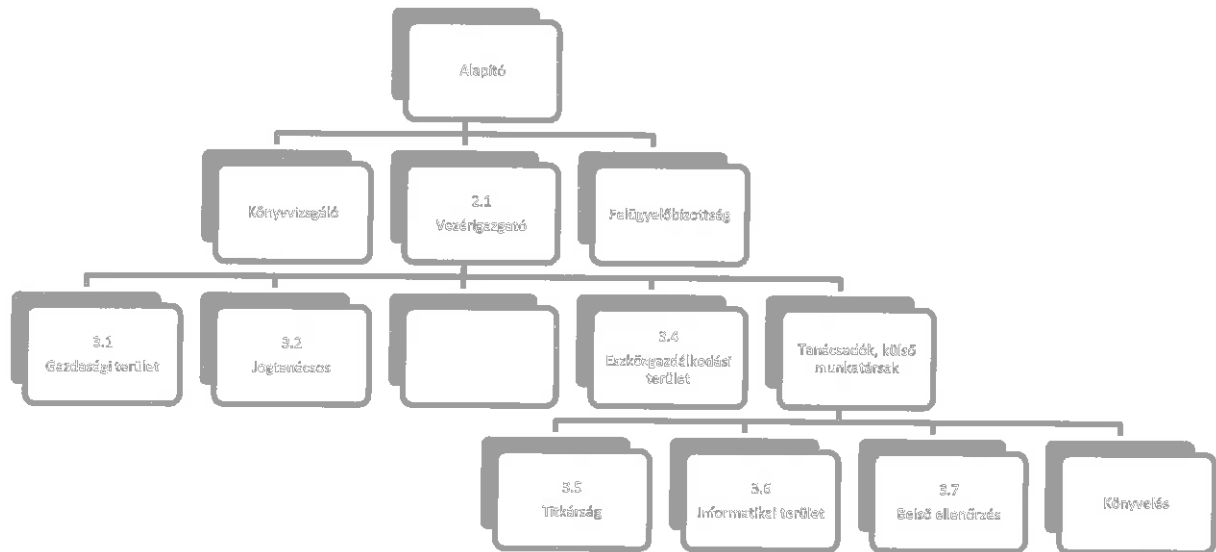 Alapító
Könyvvizsgáló
2.1
Vezérigazgató
Felügyelőbizottság
3.1
Gazdasági terület
3.2
Jogtanácsos
3.4
Eszközgazdálkodási
terület
Tanácsadók, külső
munkatársak
3.5
Titkárság
3.6
Informatikai terület
3.7
Belső ellenőrzés
Könyvelés